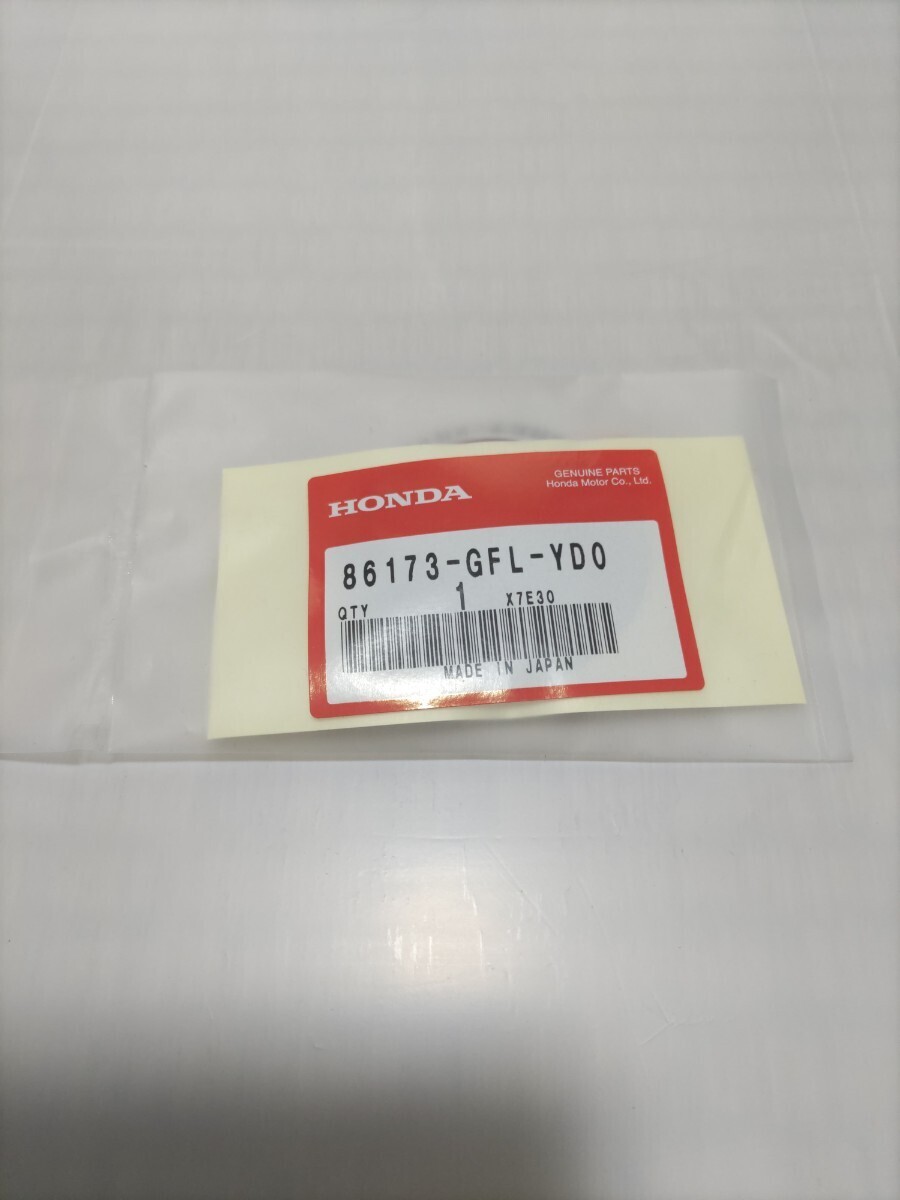 HONDA
GENUINE PARTS
Honda Motor Co., Ltd.
86173-GFL-YD0
QTY 1 X7E30
MADE IN JAPAN